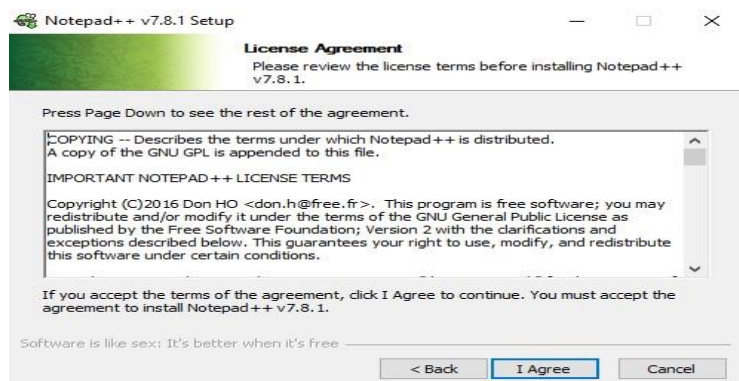 Notepad++ v7.8.1 Setup
License Agreement
Please review the license terms before installing Notepad++
v7.8.1.
Press Page Down to see the rest of the agreement.
COPYING -- Describes the terms under which Notepad++ is distributed.
A copy of the GNU GPL is appended to this file.
IMPORTANT NOTEPAD++ LICENSE TERMS
Copyright (C)2016 Don HO <don.h@free.fr>. This program is free software; you may
redistribute and/or modify it under the terms of the GNU General Public License as
published by the Free Software Foundation; Version 2 with the clarifications and
exceptions described below. This guarantees your right to use, modify, and redistribute
this software under certain conditions.
If you accept the terms of the agreement, click I Agree to continue. You must accept the
agreement to install Notepad++ v7.8.1.
Software is like sex: It's better when it's free
< Back
I Agree
Cancel